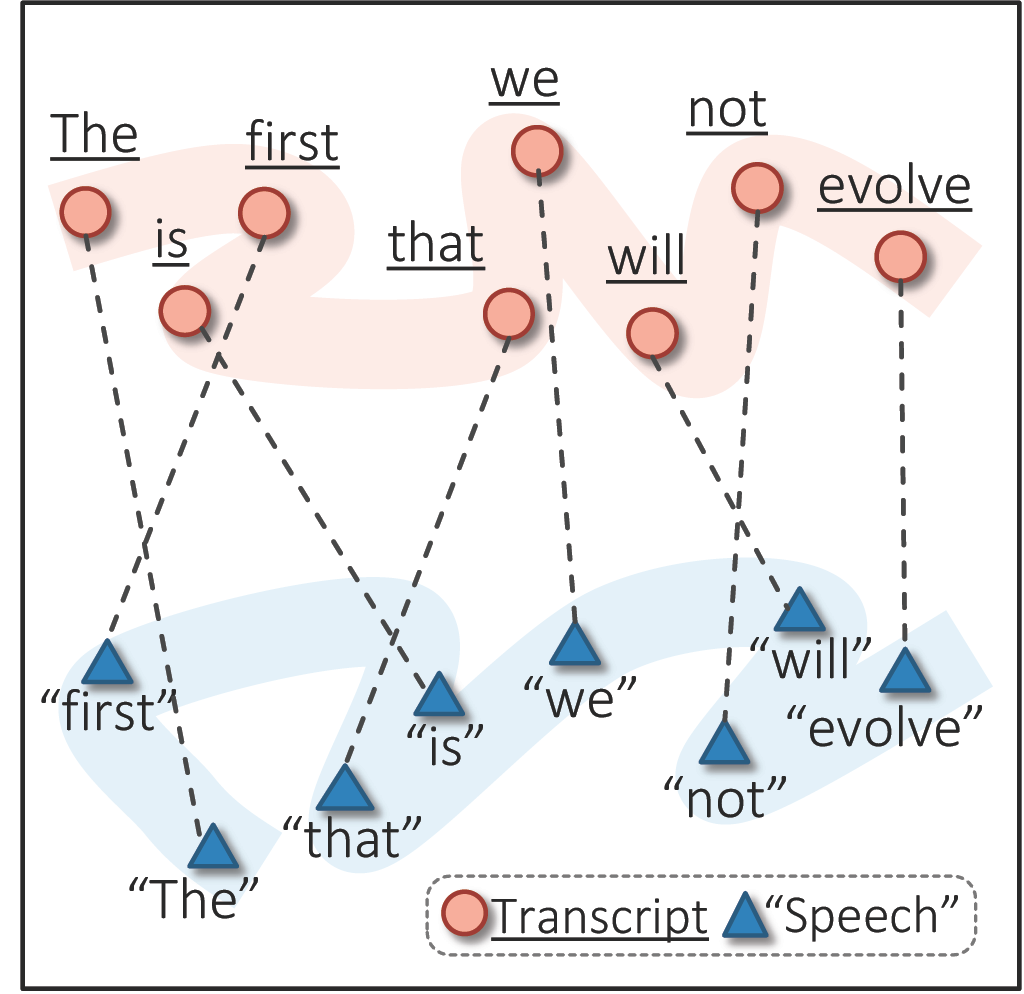 The
first
we
not
is
that
will
evolve
“first”
“is”
“we”
“will”
“evolve”
“that”
“not”
“The”
Transcript “Speech”